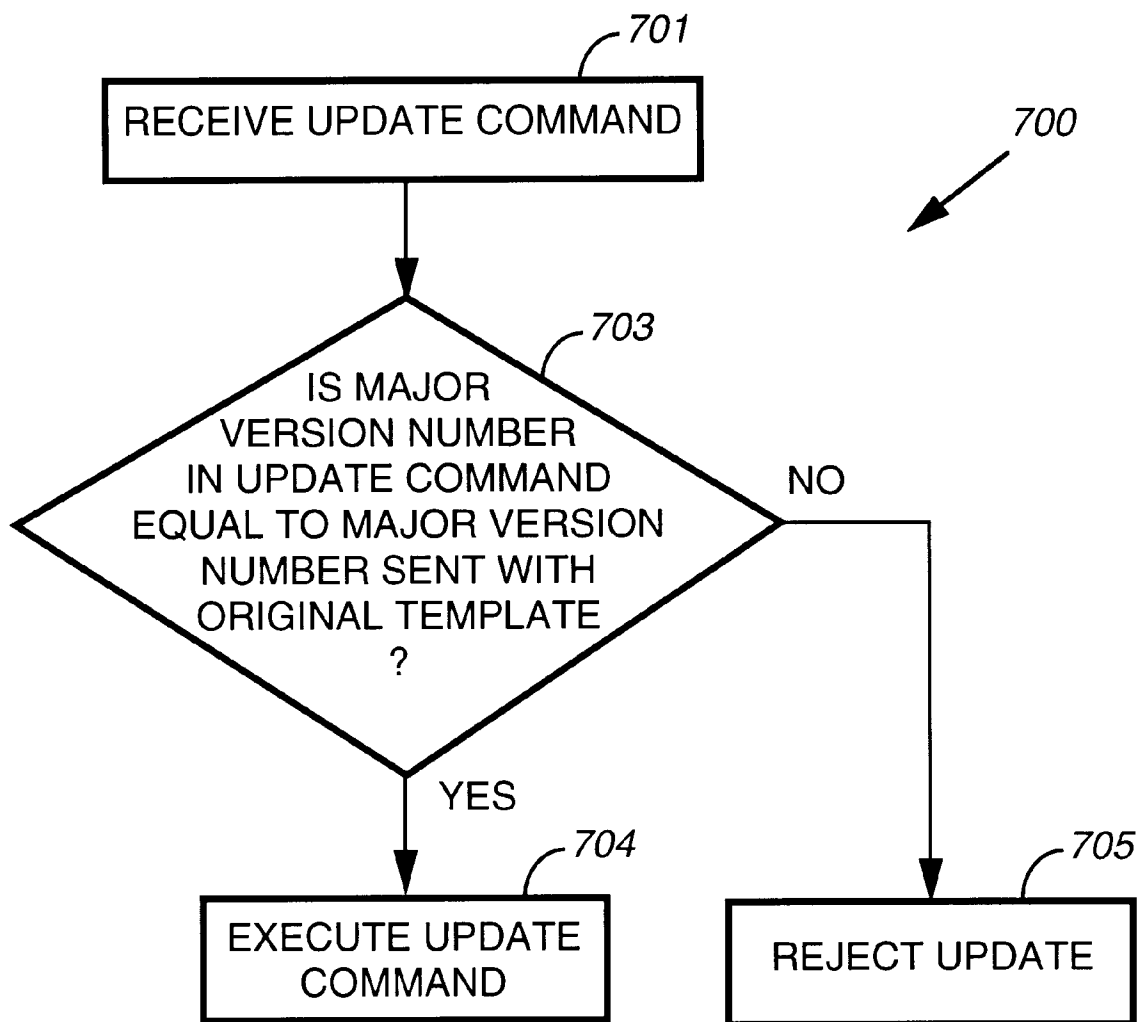 701
RECEIVE UPDATE COMMAND
700
703
IS MAJOR
VERSION NUMBER
IN UPDATE COMMAND
EQUAL TO MAJOR VERSION
NUMBER SENT WITH
ORIGINAL TEMPLATE
?
NO
YES
704
EXECUTE UPDATE
COMMAND
705
REJECT UPDATE